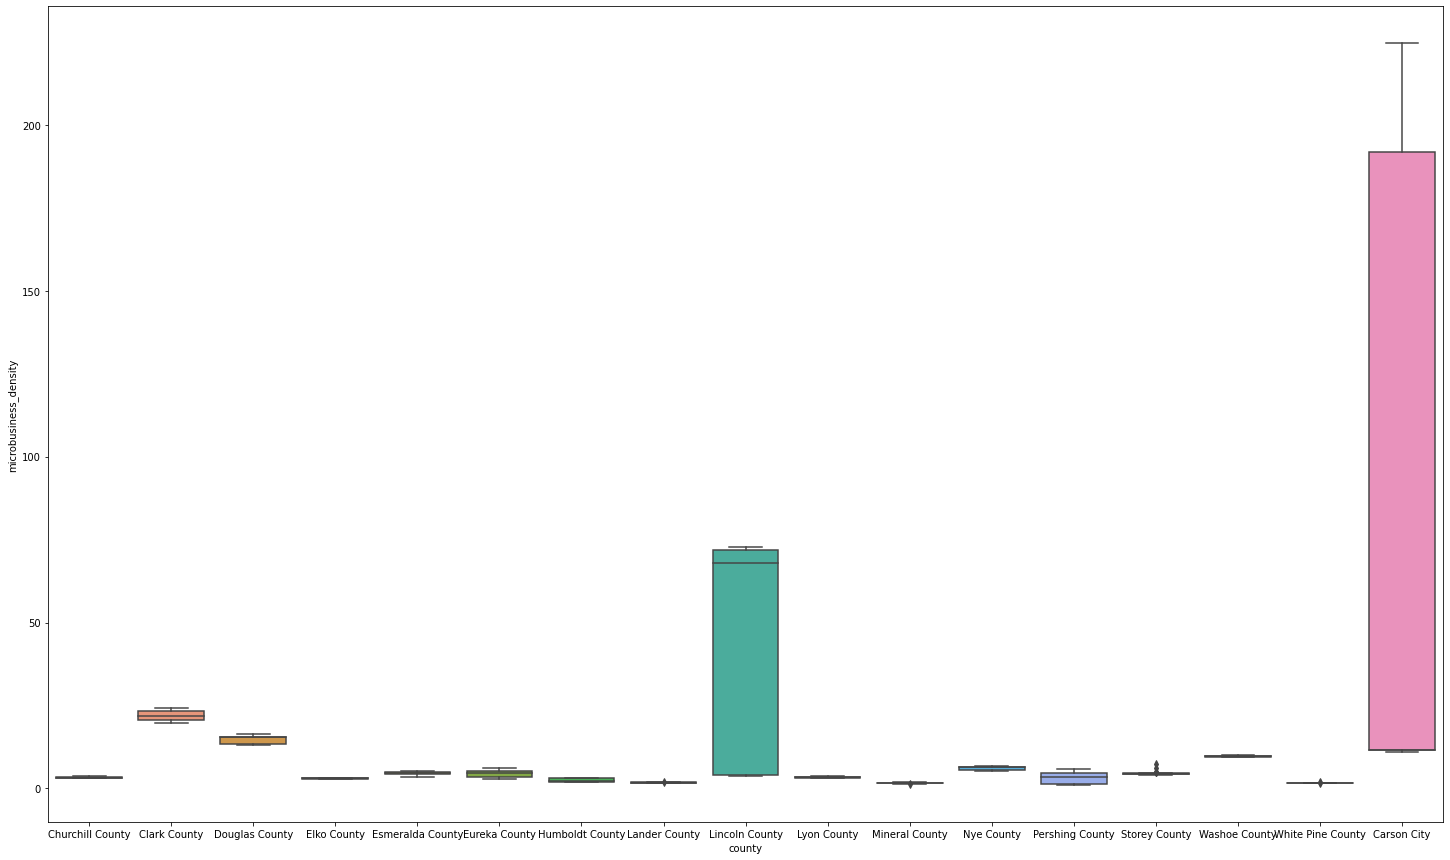 200
150
100
50
0
microbusiness_density
Churchill County Clark County Douglas County Elko County Esmeralda County Eureka County Humboldt County Lander County Lincoln County Lyon County Mineral County Nye County Pershing County Storey County Washoe County White Pine County Carson City
county